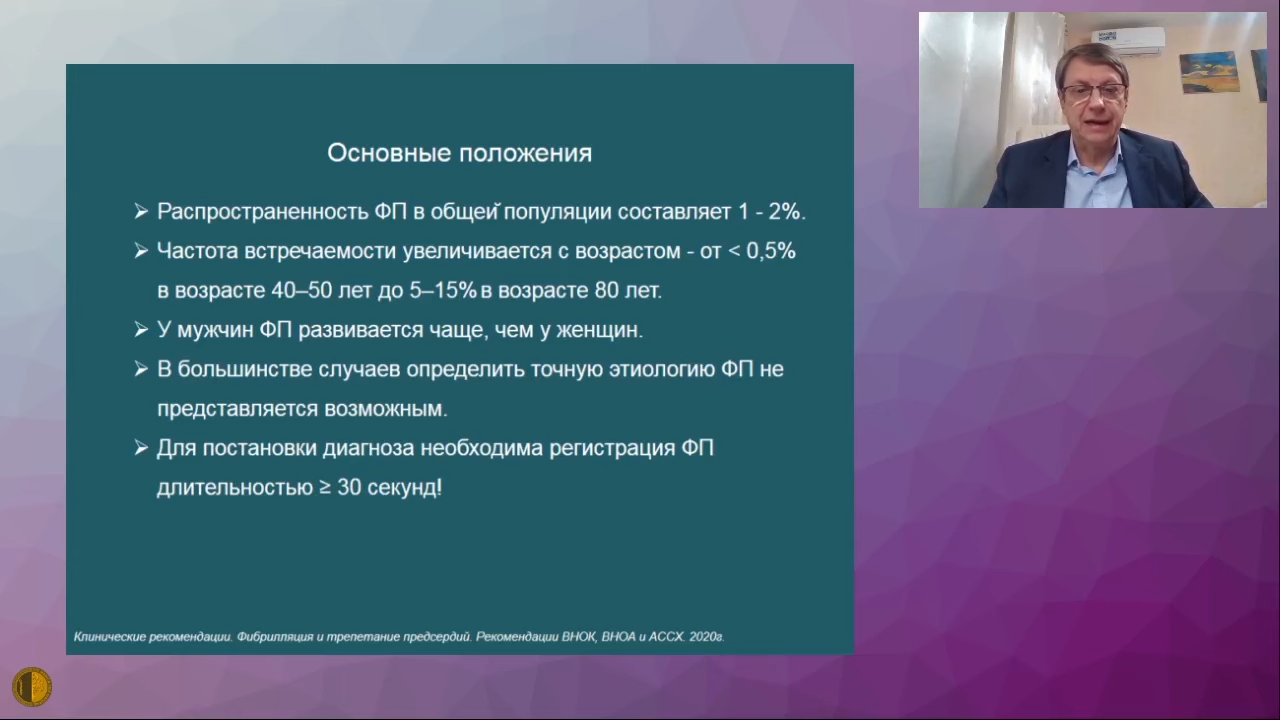 Основные положения
Распространенность ФП в общей популяции составляет 1 - 2%.
Частота встречаемости увеличивается с возрастом - от < 0,5%
в возрасте 40–50 лет до 5–15% в возрасте 80 лет.
У мужчин ФП развивается чаще, чем у женщин.
В большинстве случаев определить точную этиологию ФП не
представляется возможным.
Для постановки диагноза необходима регистрация ФП
длительностью ≥ 30 секунд!
Клинические рекомендации. Фибрилляция и трепетание предсердий. Рекомендации ВНОК, ВНОА и АССХ. 2020г.